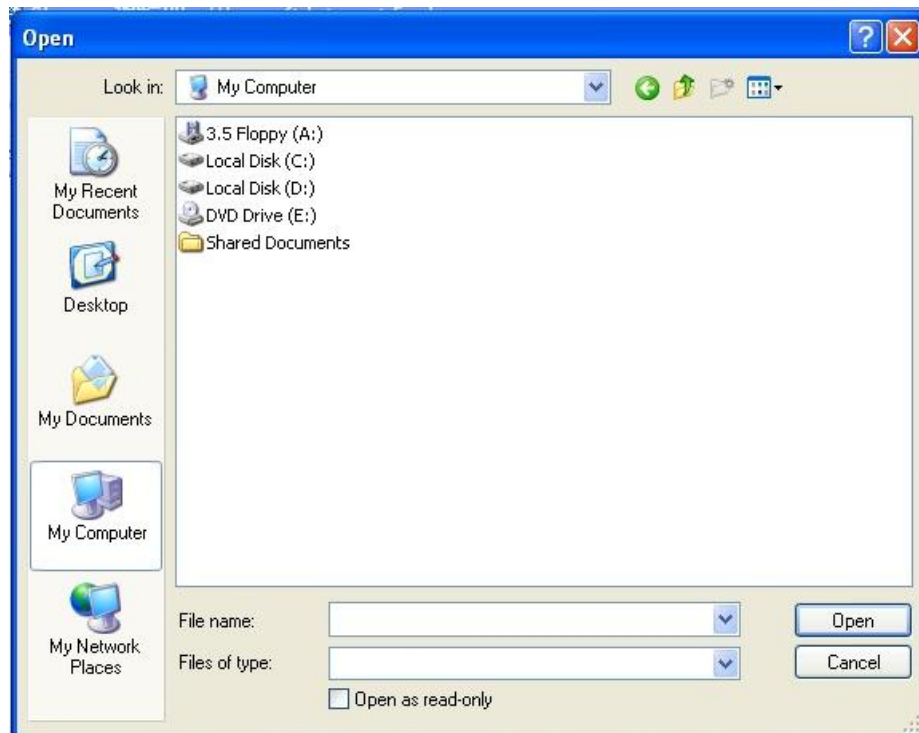 Open
Look in: My Computer
My Recent
Documents
Desktop
My Documents
My Computer
My Network
Places
3.5 Floppy (A:)
Local Disk (C:)
Local Disk (D:)
DVD Drive (E:)
Shared Documents
File name:
Open
Files of type:
Cancel
Open as read-only